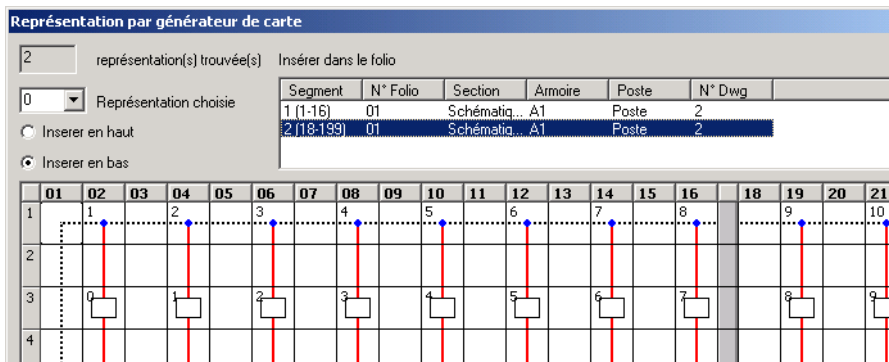 Représentation par générateur de carte
2 représentation(s) trouvée(s) Insérer dans le folio
Segment N° Folio Section Armoire Poste N° Dwg
0 Représentation choisie
1 (1-16) 01 Schématiq... A1 Poste 2
Inserer en haut
2 (18-199) 01 Schématiq... A1 Poste 2
Inserer en bas
01 02 03 04 05 06 07 08 09 10 11 12 13 14 15 16 18 19 20 21
1 1 2 3 4 5 6 7 8 9 10
2
3 0 1 2 3 4 5 6 7 8 9
4